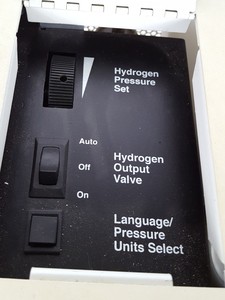 Hydrogen
Pressure
Set
Auto
Off
On
Hydrogen
Output
Valve
Language/
Pressure
Units Select